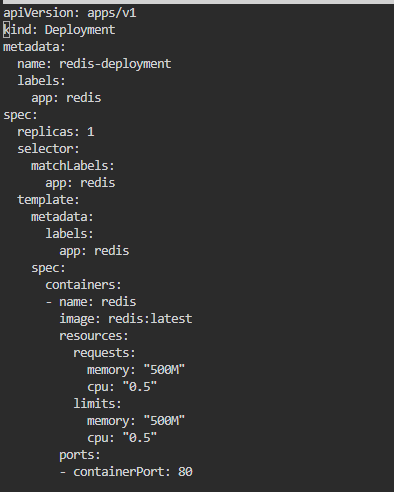 apiVersion: apps/v1
kind: Deployment
metadata:
  name: redis-deployment
  labels:
    app: redis
spec:
  replicas: 1
  selector:
    matchLabels:
      app: redis
  template:
    metadata:
      labels:
        app: redis
    spec:
      containers:
      - name: redis
        image: redis:latest
        resources:
          requests:
            memory: "500M"
            cpu: "0.5"
          limits:
            memory: "500M"
            cpu: "0.5"
        ports:
        - containerPort: 80